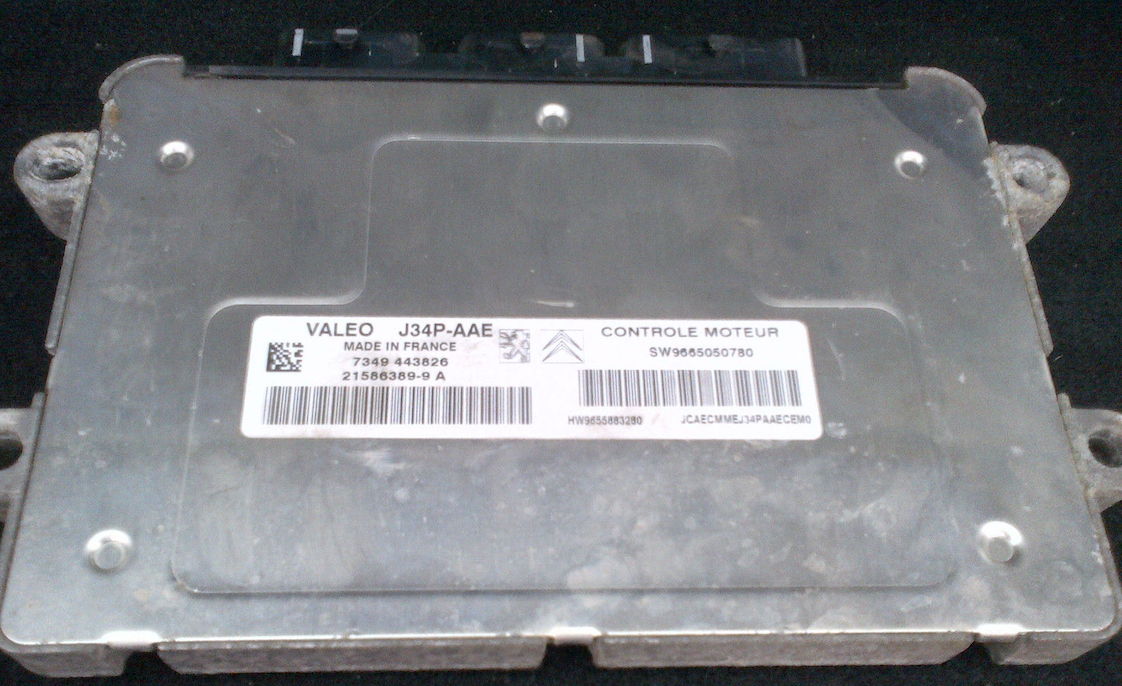 VALEO J34P-AAE
MADE IN FRANCE
7349 443826
21586389-9 A
CONTROLE MOTEUR
SW9665050780
HW9655883280
JCAECMMEJ34PAAECEM0